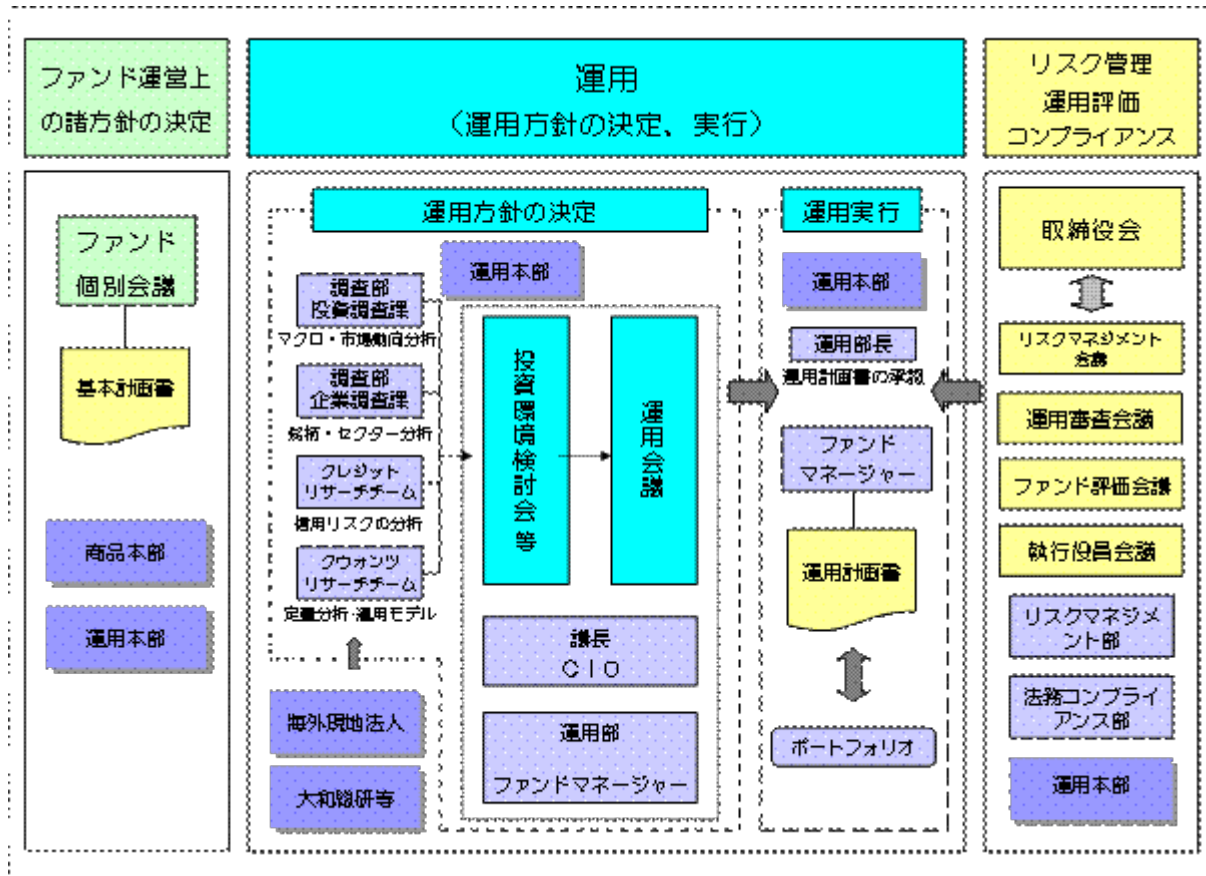 ファンド運営上
の諸方針の決定
運用
（運用方針の決定、実行）
リスク管理
運用評価
コンプライアンス
ファンド
個別会議
基本計画書
商品本部
運用本部
運用方針の決定
運用本部
調査部
投資調査課
マクロ・市場動向分析
調査部
企業調査課
銘柄・セクター分析
クレジット
リサーチチーム
信用リスクの分析
クウォンツ
リサーチチーム
定量分析・運用モデル
海外現地法人
大和総研等
投資環境検討会等
運用会議
議長
ＣＩＯ
運用部
ファンドマネージャー
運用実行
運用本部
運用部長
運用計画書の承認
ファンド
マネージャー
運用計画書
ポートフォリオ
取締役会
リスクマネジメント
会議
運用審査会議
ファンド評価会議
執行役員会議
リスクマネジメ
ント部
法務コンプライ
アンス部
運用本部